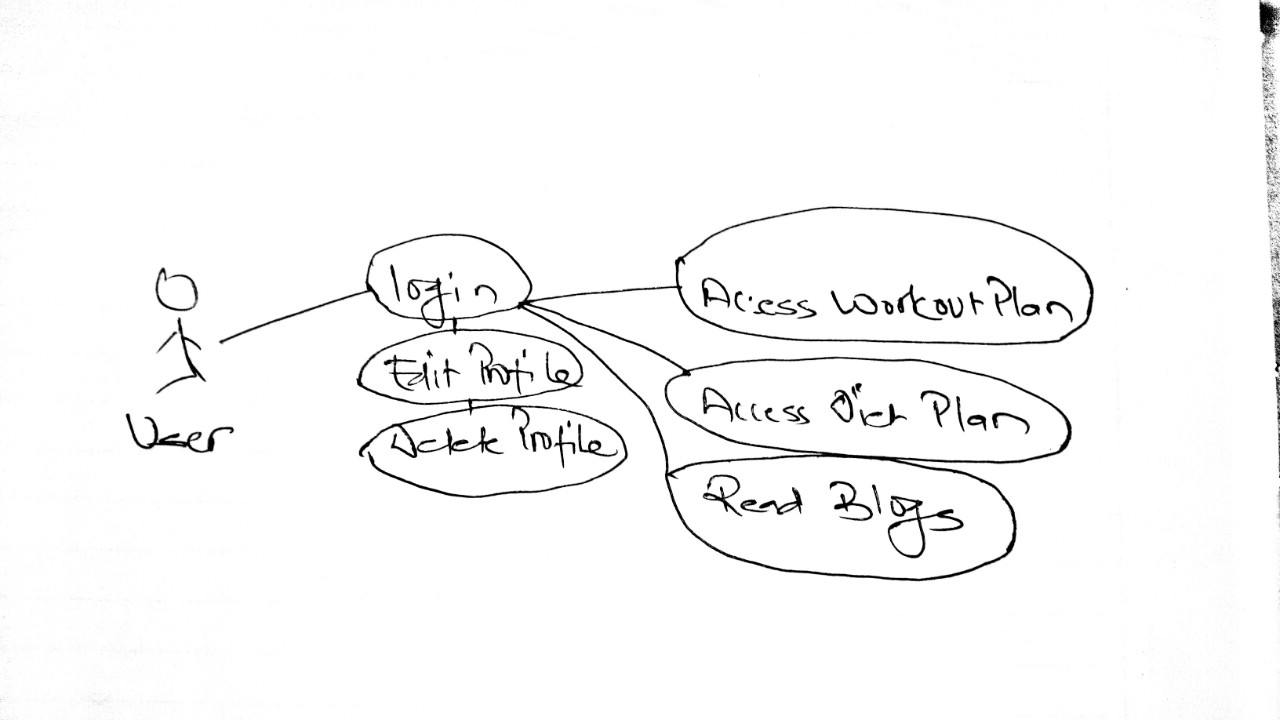 login
Access Workout Plan
Edit Profile
Access Diet Plan
User
Delete Profile
Read Blogs